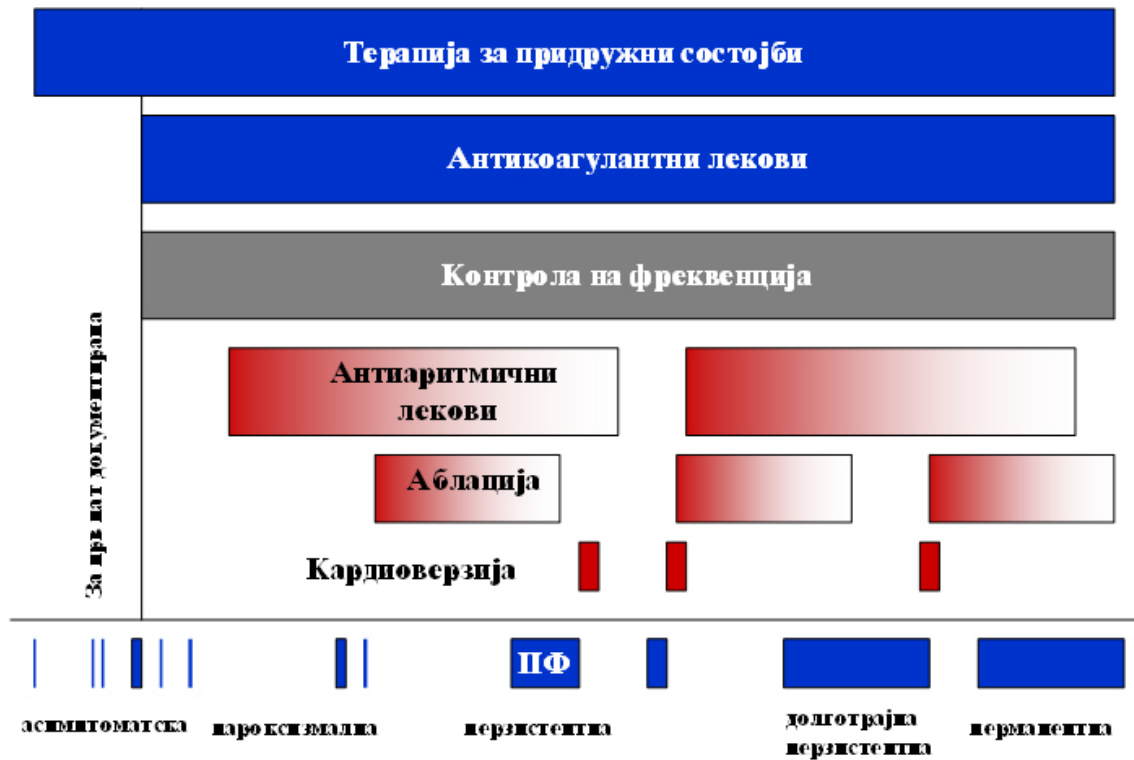 Терапија за придружни состојби
Антикоагулантни лекови
Контрола на фреквенција
За прв пат документирана
Антиаритмични
лекови
Аблација
Кардиоверзија
ПФ
асимптоматска
пароксизмална
перзистентна
долготрајна
перзистентна
перманентна